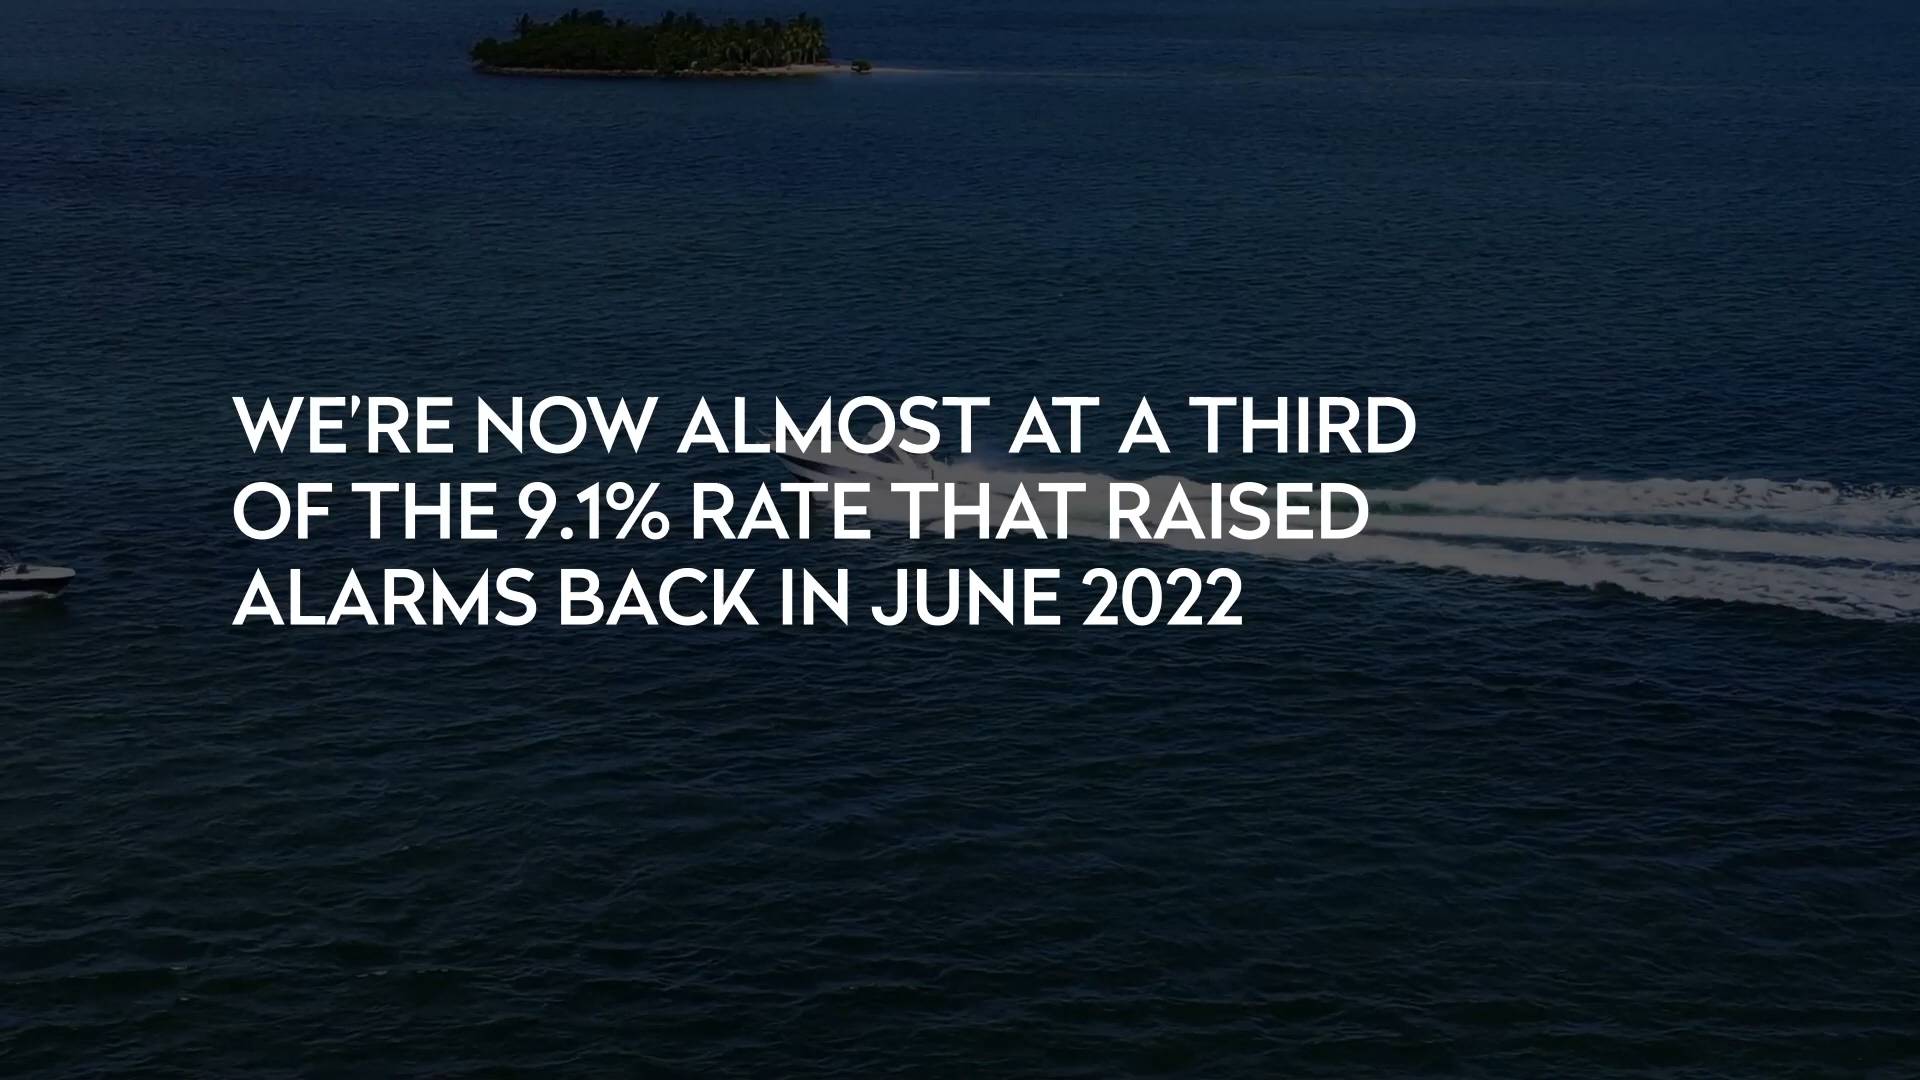 WE’RE NOW ALMOST AT A THIRD
OF THE 9.1% RATE THAT RAISED
ALARMS BACK IN JUNE 2022